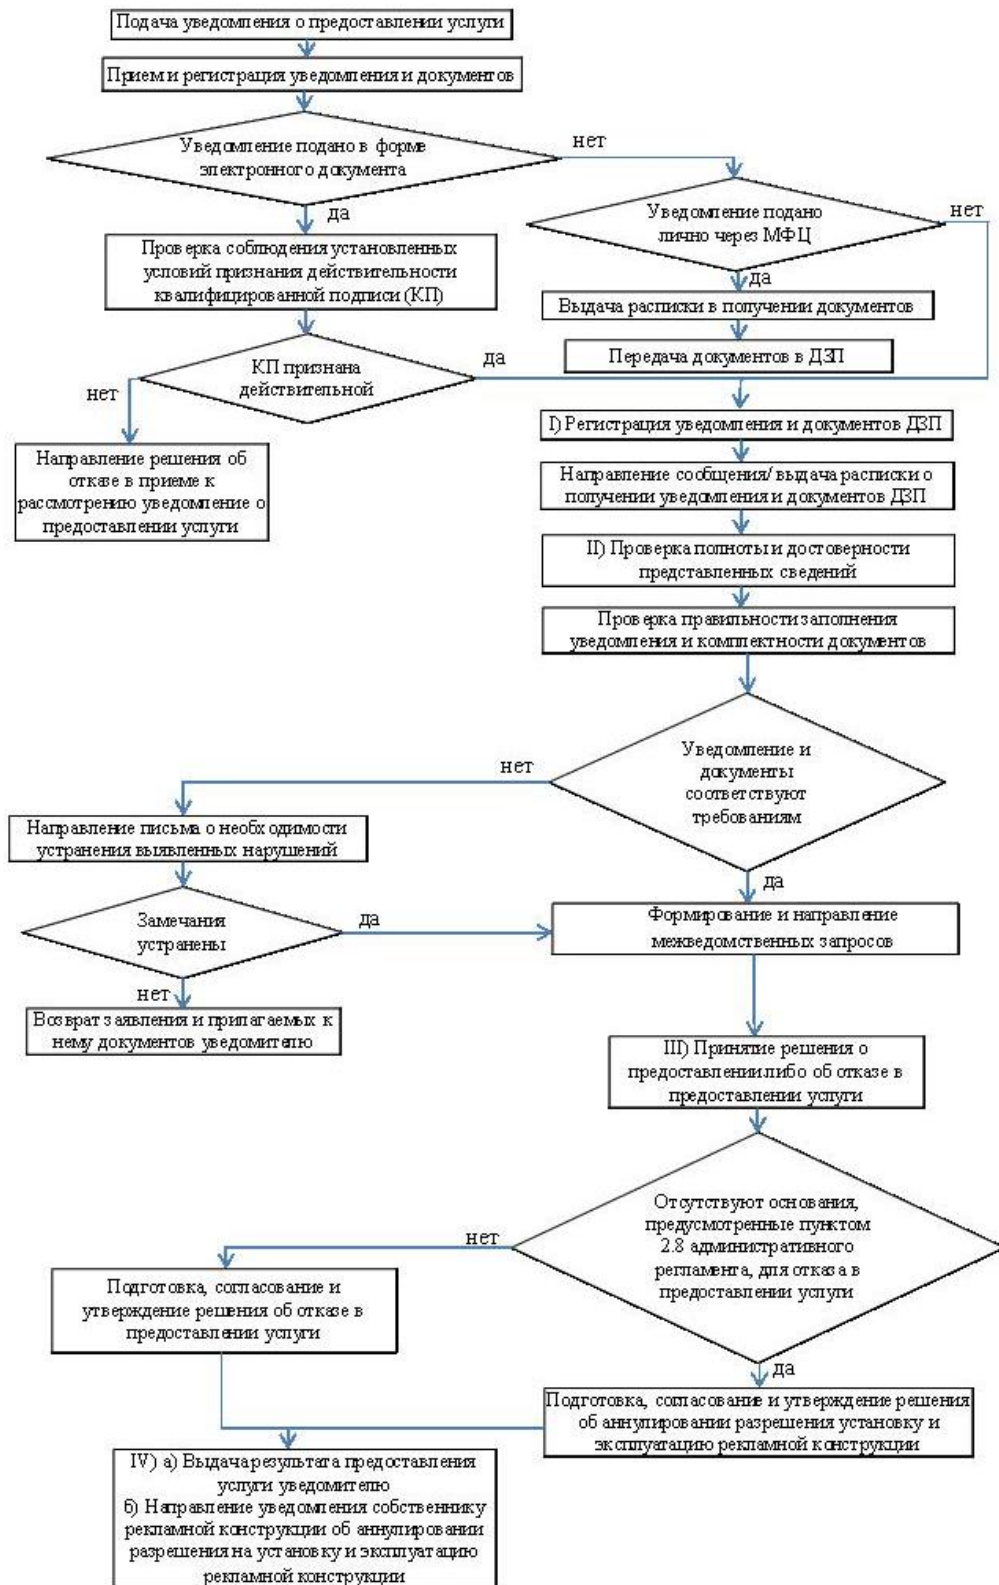 Подача уведомления о предоставлении услуги
Прием и регистрация уведомления и документов
Уведомление подано в форме
электронного документа
нет
да
Уведомление подано
лично через МФЦ
нет
да
Проверка соблюдения установленных
условий признания действительности
квалифицированной подписи (КП)
Выдача расписки в получении документов
Передача документов в ДЗП
КП признана
действительной
да
нет
I) Регистрация уведомления и документов ДЗП
Направление решения об
отказе в приеме к
рассмотрению уведомление о
предоставлении услуги
Направление сообщения/ выдача расписки о
получении уведомления и документов ДЗП
II) Проверка полноты и достоверности
представленных сведений
Проверка правильности заполнения
уведомления и комплектности документов
Уведомление и
документы
соответствуют
требованиям
нет
да
Направление письма о необходимости
устранения выявленных нарушений
Замечания
устранены
да
нет
Формирование и направление
межведомственных запросов
Возврат заявления и прилагаемых к
нему документов уведомителю
III) Принятие решения о
предоставлении либо об отказе в
предоставлении услуги
Отсутствуют основания,
предусмотренные пунктом
2.8 административного
регламента, для отказа в
предоставлении услуги
нет
да
Подготовка, согласование и
утверждение решения об отказе в
предоставлении услуги
Подготовка, согласование и утверждение решения
об аннулировании разрешения установку и
эксплуатацию рекламной конструкции
IV) а) Выдача результата предоставления
услуги уведомителю
б) Направление уведомления собственнику
рекламной конструкции об аннулировании
разрешения на установку и эксплуатацию
рекламной конструкции